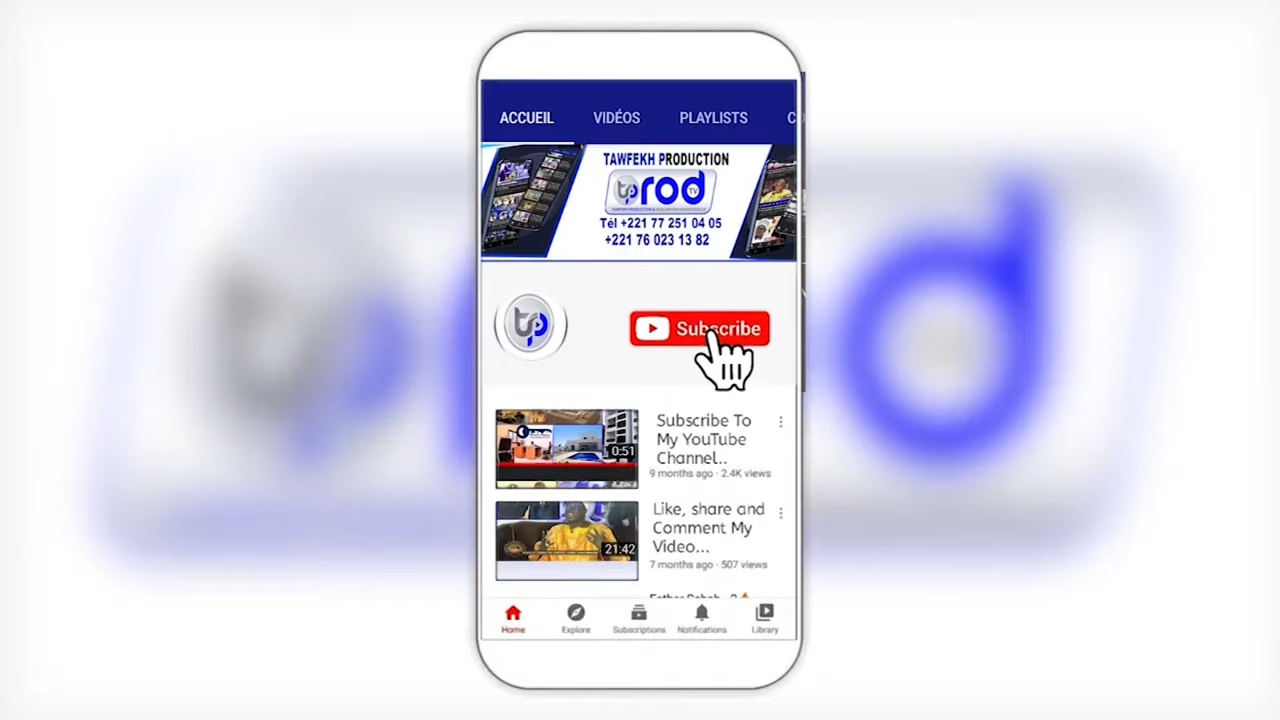 ACCUEIL VIDÉOS PLAYLISTS
TAWFEKH PRODUCTION
tprod TV
Tél +221 77 251 04 05
+221 76 023 13 82
tp
Subscribe
0:51
Subscribe To
My YouTube
Channel..
9 months ago · 2.4K views
21:42
Like, share and
Comment My
Video...
7 months ago · 507 views
Home Explore Subscriptions Notifications Library